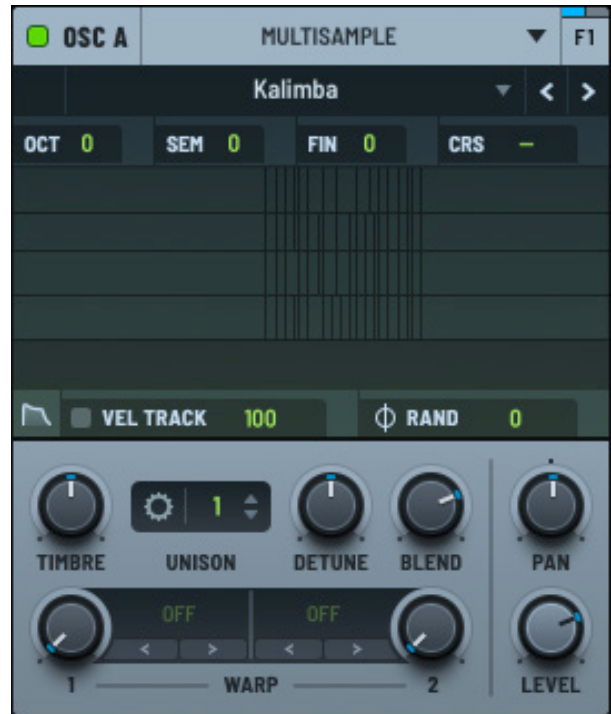 OSC A MULTISAMPLE F1
Kalimba < >
OCT 0 SEM 0 FIN 0 CRS –
VEL TRACK 100 RAND 0
1
TIMBRE UNISON DETUNE BLEND PAN
OFF OFF
< > < >
1 WARP 2 LEVEL